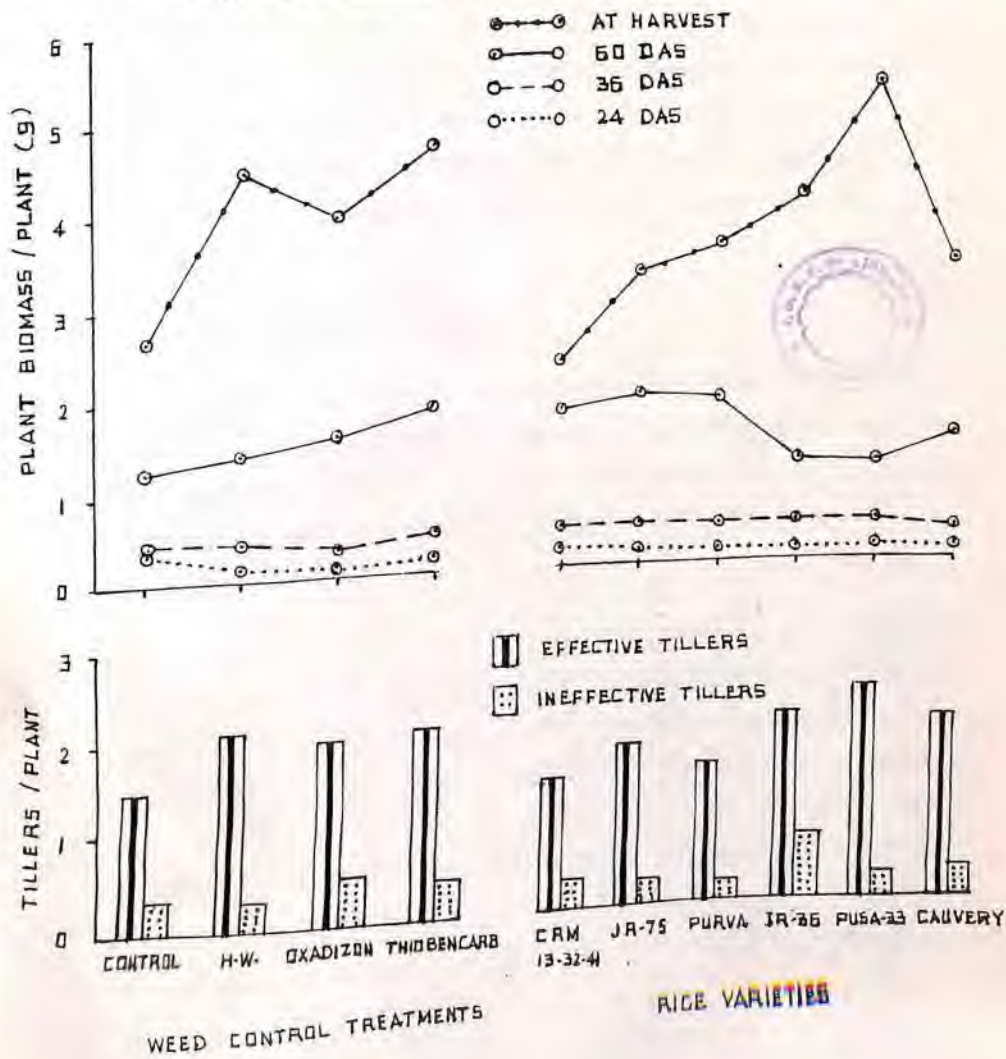 AT HARVEST
60 DAS
36 DAS
24 DAS
PLANT BIOMASS / PLANT (g)
6
5
4
3
2
1
0
EFFECTIVE TILLERS
INEFFECTIVE TILLERS
TILLERS / PLANT
3
2
1
0
CONTROL H.W. OXADIZON THIOBENCARB
CRM JR-75 PURVA JR-36 PUSA-33 CAUVERY
13-32-41
WEED CONTROL TREATMENTS
RICE VARIETIES